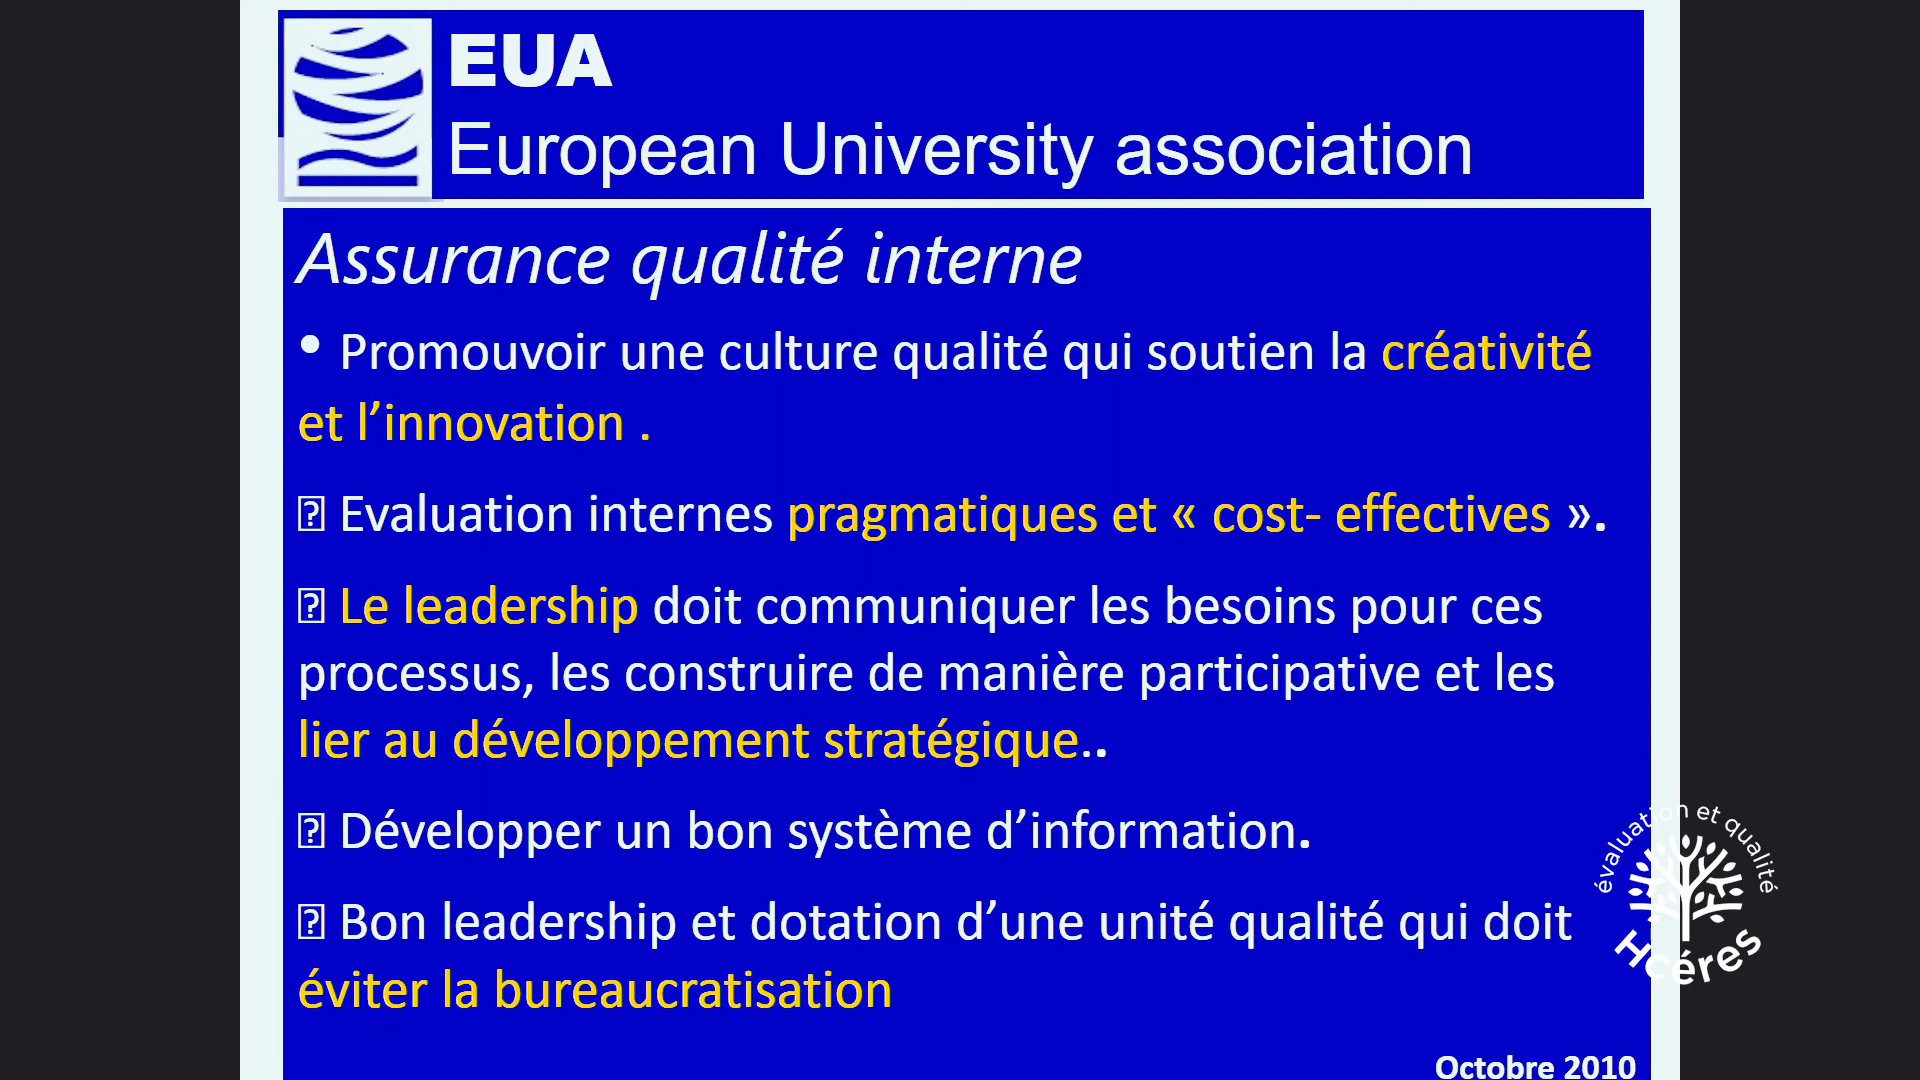 EUA
European University association
Assurance qualité interne
• Promouvoir une culture qualité qui soutien la créativité
et l’innovation .
⍰ Evaluation internes pragmatiques et « cost- effectives ».
⍰ Le leadership doit communiquer les besoins pour ces
processus, les construire de manière participative et les
lier au développement stratégique..
⍰ Développer un bon système d’information.
⍰ Bon leadership et dotation d’une unité qualité qui doit
éviter la bureaucratisation
évaluation et qualité
Hcéres
Octobre 2010